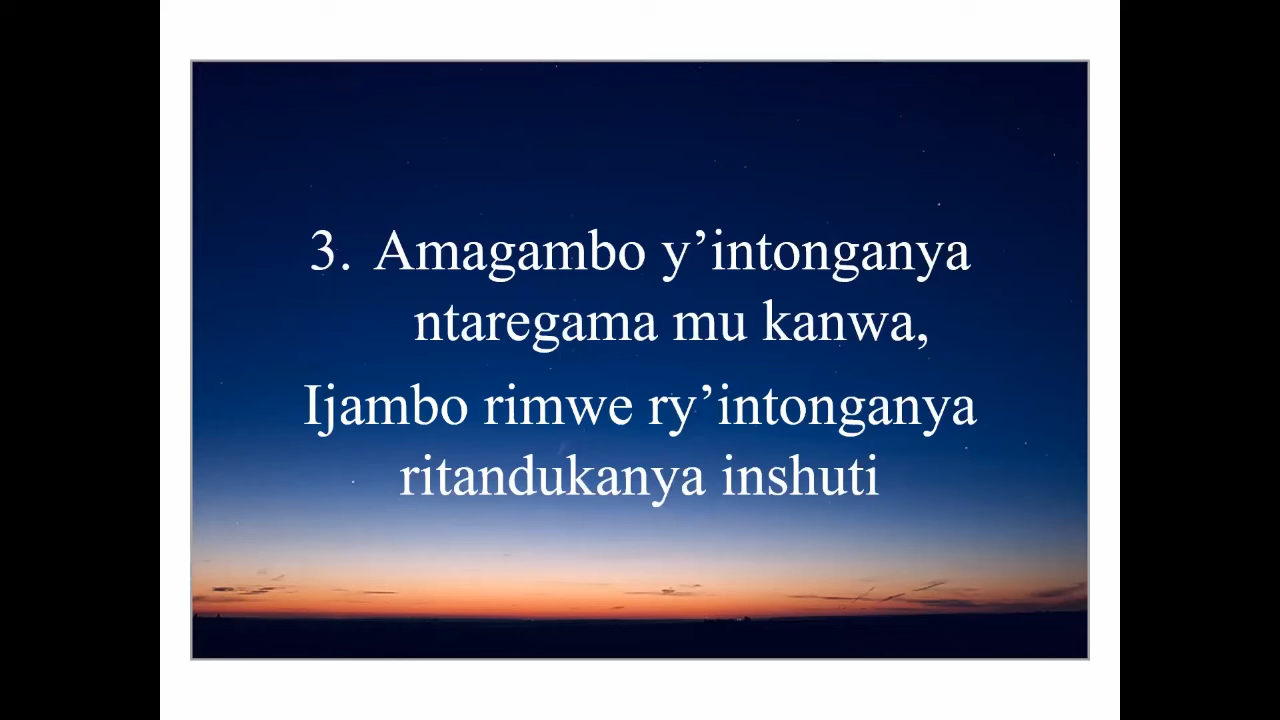 3. Amagambo y’intonganya
ntaregama mu kanwa,
Ijambo rimwe ry’intonganya
ritandukanya inshuti